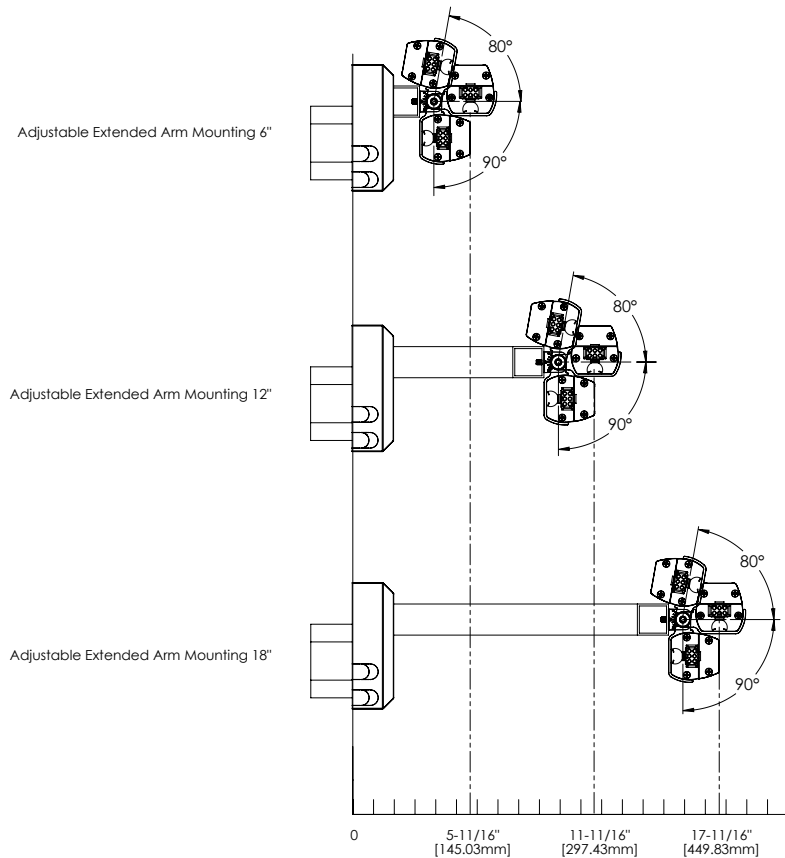 80°
Adjustable Extended Arm Mounting 6"
90°
80°
Adjustable Extended Arm Mounting 12"
90°
80°
Adjustable Extended Arm Mounting 18"
90°
0
5-11/16"
[145.03mm]
11-11/16"
[297.43mm]
17-11/16"
[449.83mm]